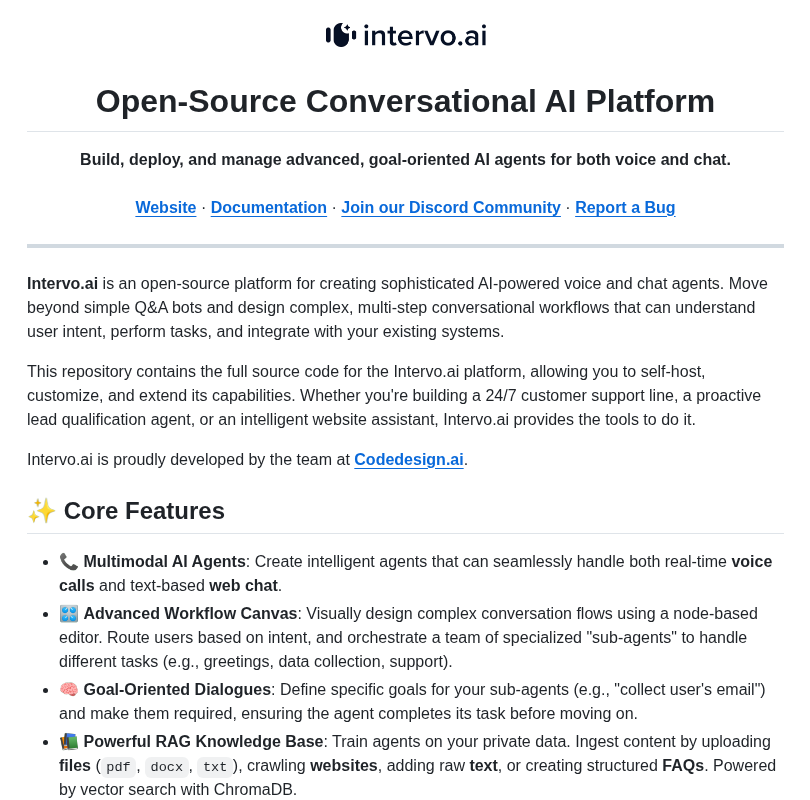 intervo.ai
Open-Source Conversational AI Platform
Build, deploy, and manage advanced, goal-oriented AI agents for both voice and chat.
Website · Documentation · Join our Discord Community · Report a Bug
Intervo.ai is an open-source platform for creating sophisticated AI-powered voice and chat agents. Move
beyond simple Q&A bots and design complex, multi-step conversational workflows that can understand
user intent, perform tasks, and integrate with your existing systems.
This repository contains the full source code for the Intervo.ai platform, allowing you to self-host,
customize, and extend its capabilities. Whether you're building a 24/7 customer support line, a proactive
lead qualification agent, or an intelligent website assistant, Intervo.ai provides the tools to do it.
Intervo.ai is proudly developed by the team at Codedesign.ai.
✨ Core Features
• 📞 Multimodal AI Agents: Create intelligent agents that can seamlessly handle both real-time voice
calls and text-based web chat.
• 🎛️ Advanced Workflow Canvas: Visually design complex conversation flows using a node-based
editor. Route users based on intent, and orchestrate a team of specialized "sub-agents" to handle
different tasks (e.g., greetings, data collection, support).
• 🧠 Goal-Oriented Dialogues: Define specific goals for your sub-agents (e.g., "collect user's email")
and make them required, ensuring the agent completes its task before moving on.
• 📚 Powerful RAG Knowledge Base: Train agents on your private data. Ingest content by uploading
files (pdf, docx, txt), crawling websites, adding raw text, or creating structured FAQs. Powered
by vector search with ChromaDB.